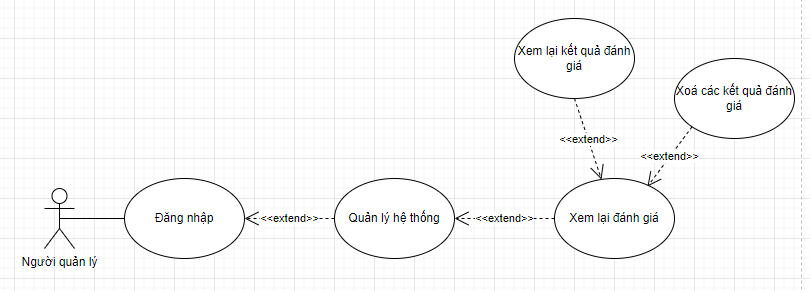 Xem lại kết quả đánh
giá
Xoá các kết quả đánh
giá
<<extend>>
<<extend>>
Đăng nhập
<<extend>>
Quản lý hệ thống
<<extend>>
Xem lại đánh giá
Người quản lý